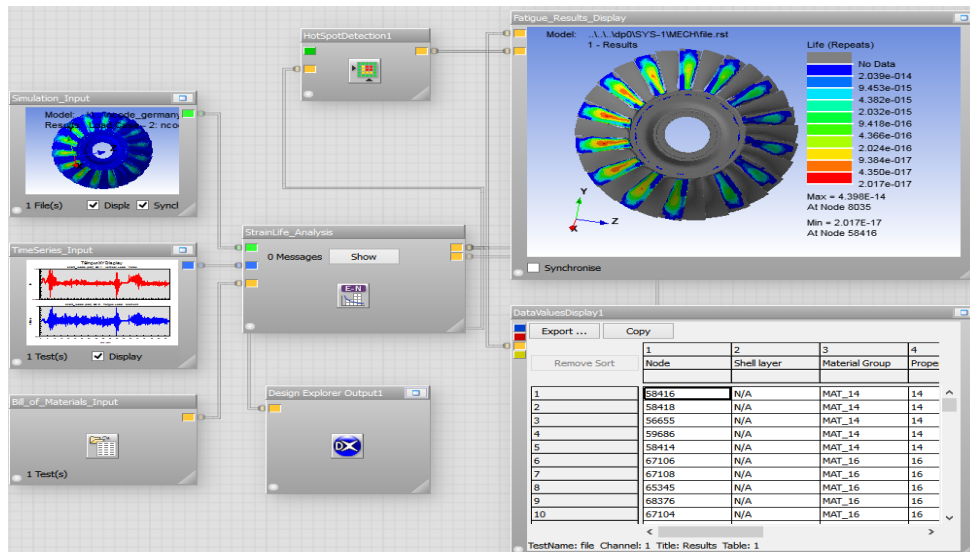 HotSpotDetection1
Simulation_Input
Model:
Results
1 File(s)
Displa
Synch
TimeSeries_Input
1 Test(s)
Display
Bill_of_Materials_Input
1 Test(s)
StrainLife_Analysis
0 Messages
Show
E-N
Design Explorer Output1
DX
Fatigue_Results_Display
Model: ..\..\..\dp0\SYS-1\MECH\file.rst
1 - Results
Life (Repeats)
No Data
2.039e-014
9.453e-015
4.382e-015
2.032e-015
9.418e-016
4.366e-016
2.024e-016
9.384e-017
4.350e-017
2.017e-017
Max = 4.398E-14
At Node 8035
Min = 2.017E-17
At Node 58416
Y
Z
X
Synchronise
DataValuesDisplay1
Export ...
Copy
Remove Sort
1 2 3 4
Node Shell layer Material Group Prope
1 58416 N/A MAT_14 14
2 58418 N/A MAT_14 14
3 56655 N/A MAT_14 14
4 59686 N/A MAT_14 14
5 58414 N/A MAT_14 14
6 67106 N/A MAT_16 16
7 67108 N/A MAT_16 16
8 65345 N/A MAT_16 16
9 68376 N/A MAT_16 16
10 67104 N/A MAT_16 16
TestName: file Channel: 1 Title: Results Table: 1